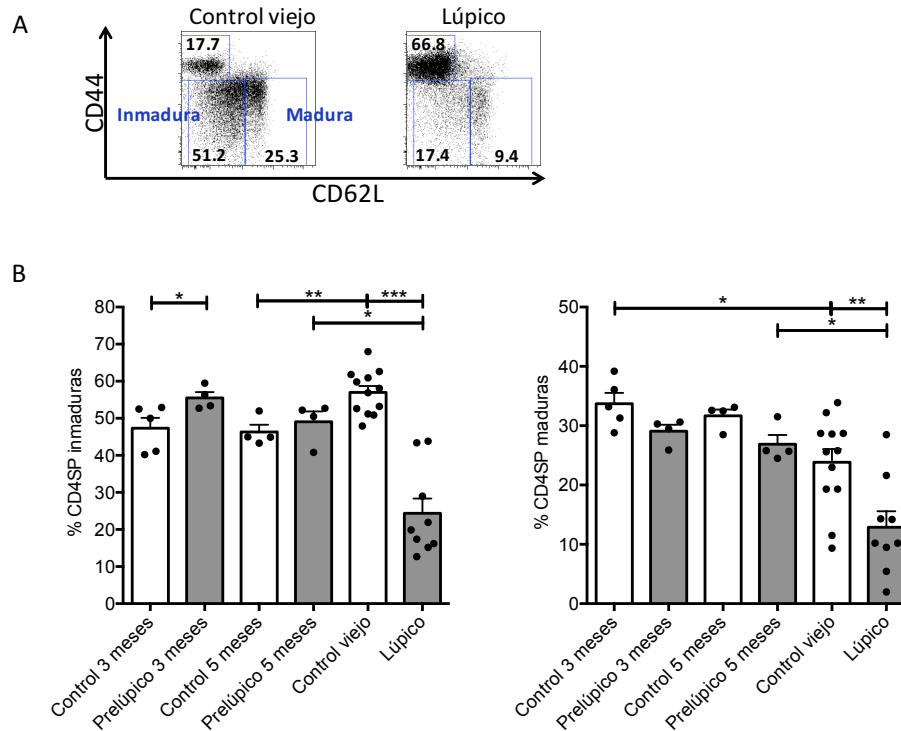 A
Control viejo
Lúpico
CD44
17.7
Inmadura
Madura
51.2
25.3
66.8
17.4
9.4
CD62L
B
% CD4SP inmaduras
80
70
60
50
40
30
20
10
0
*
**
***
*
Control 3 meses
Prelúpico 3 meses
Control 5 meses
Prelúpico 5 meses
Control viejo
Lúpico
% CD4SP maduras
50
40
30
20
10
0
*
**
*
Control 3 meses
Prelúpico 3 meses
Control 5 meses
Prelúpico 5 meses
Control viejo
Lúpico